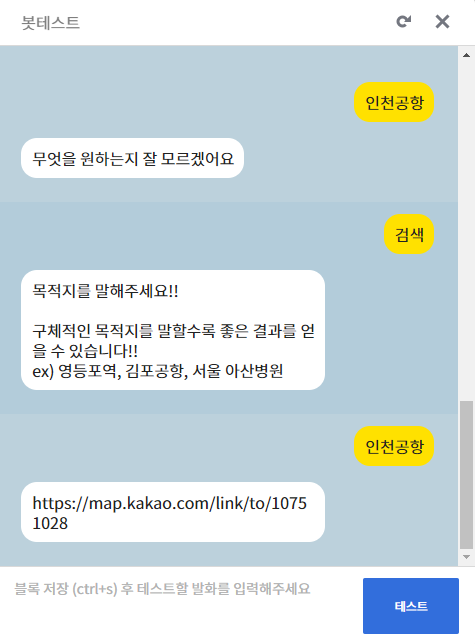 봇테스트
인천공항
무엇을 원하는지 잘 모르겠어요
검색
목적지를 말해주세요!!
구체적인 목적지를 말할수록 좋은 결과를 얻
을 수 있습니다!!
ex) 영등포역, 김포공항, 서울 아산병원
인천공항
https://map.kakao.com/link/to/1075
1028
블록 저장 (ctrl+s) 후 테스트할 발화를 입력해주세요
테스트